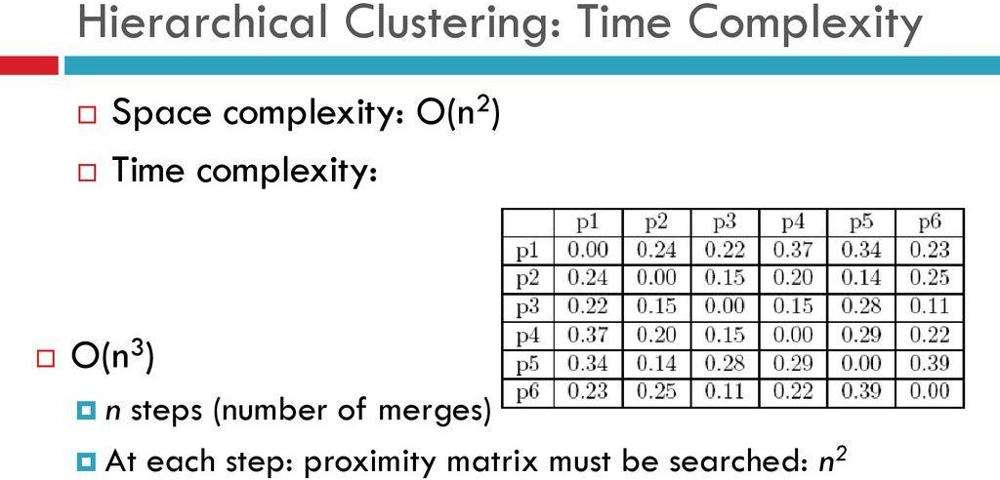 Hierarchical Clustering: Time Complexity
Space complexity: O(n²)
Time complexity:
p1 p2 p3 p4 p5 p6
p1 0.00 0.24 0.22 0.37 0.34 0.23
p2 0.24 0.00 0.15 0.20 0.14 0.25
p3 0.22 0.15 0.00 0.15 0.28 0.11
p4 0.37 0.20 0.15 0.00 0.29 0.22
p5 0.34 0.14 0.28 0.29 0.00 0.39
p6 0.23 0.25 0.11 0.22 0.39 0.00
O(n³)
n steps (number of merges)
At each step: proximity matrix must be searched: n²